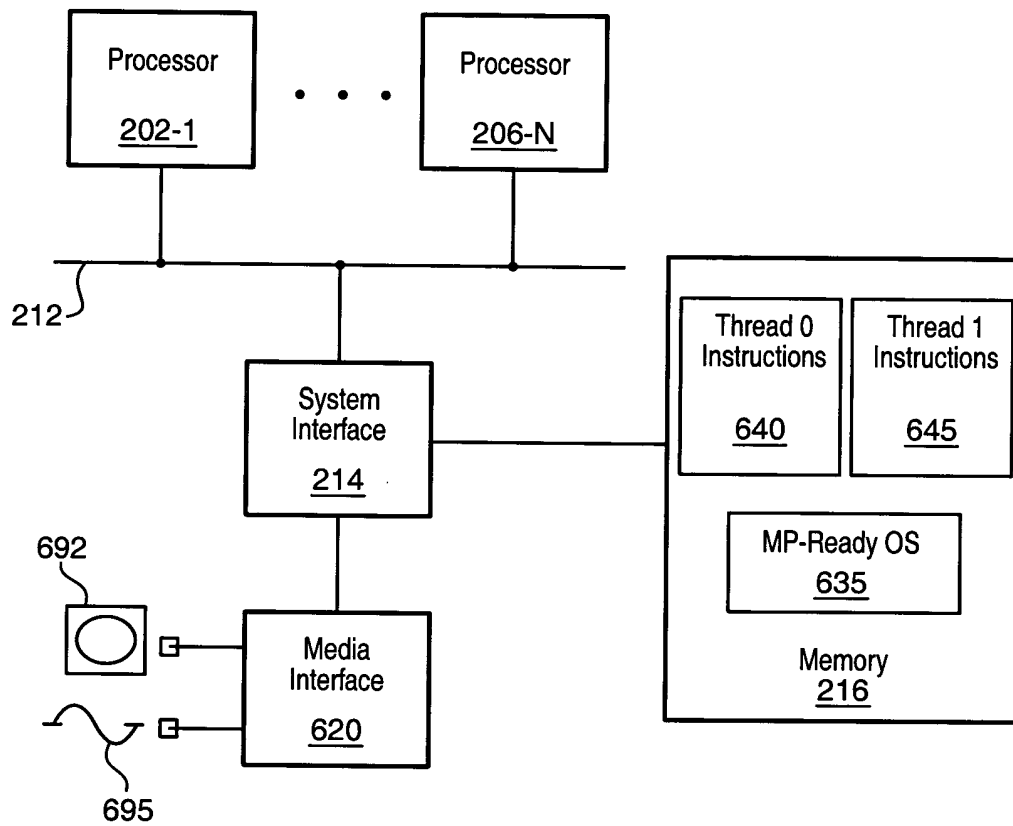 Processor
202-1
Processor
206-N
212
System
Interface
214
Thread 0
Instructions
640
Thread 1
Instructions
645
MP-Ready OS
635
Memory
216
692
Media
Interface
620
695